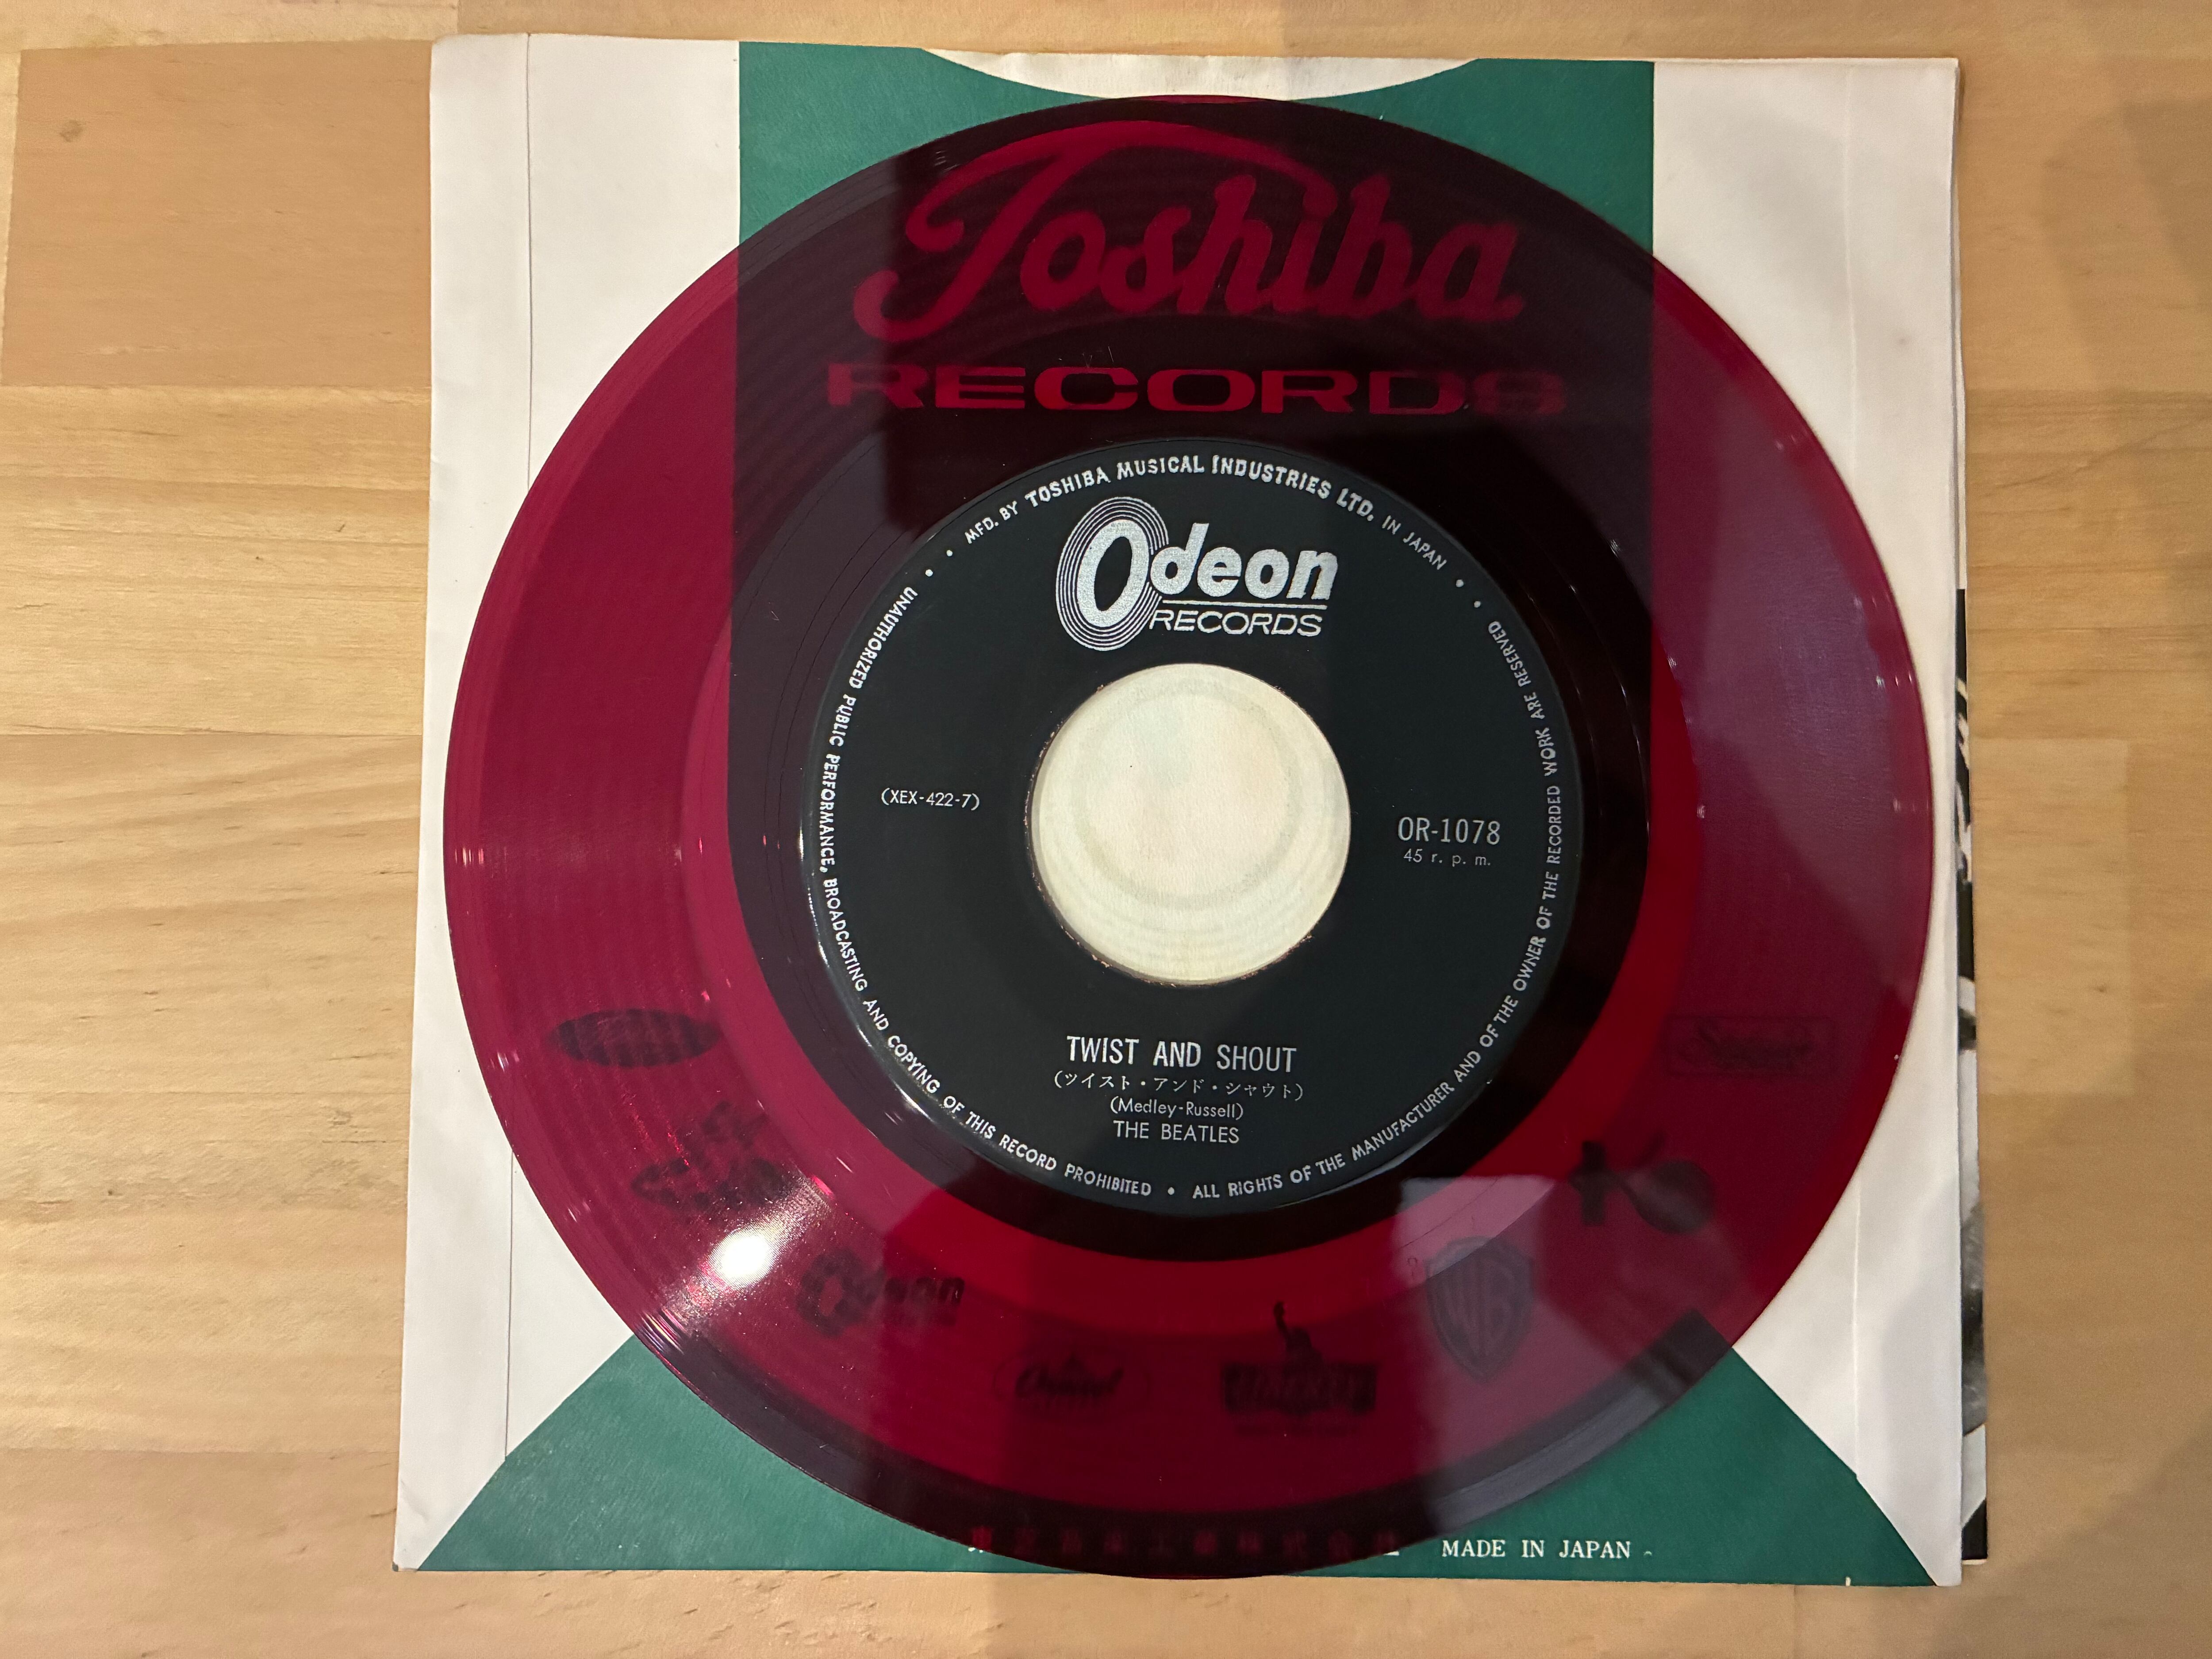 Toshiba
RECORDS
MFD. BY TOSHIBA MUSICAL INDUSTRIES LTD. IN JAPAN
Odeon
RECORDS
(XEX-422-7)
OR-1078
45 r. p. m.
TWIST AND SHOUT
(ツイスト・アンド・シャウト)
(Medley-Russell)
THE BEATLES
UNAUTHORIZED PUBLIC PERFORMANCE, BROADCASTING AND COPYING OF THIS RECORD PROHIBITED • ALL RIGHTS OF THE MANUFACTURER AND OF THE OWNER OF THE RECORDED WORK ARE RESERVED
Odeon
Capitol
WB
MADE IN JAPAN